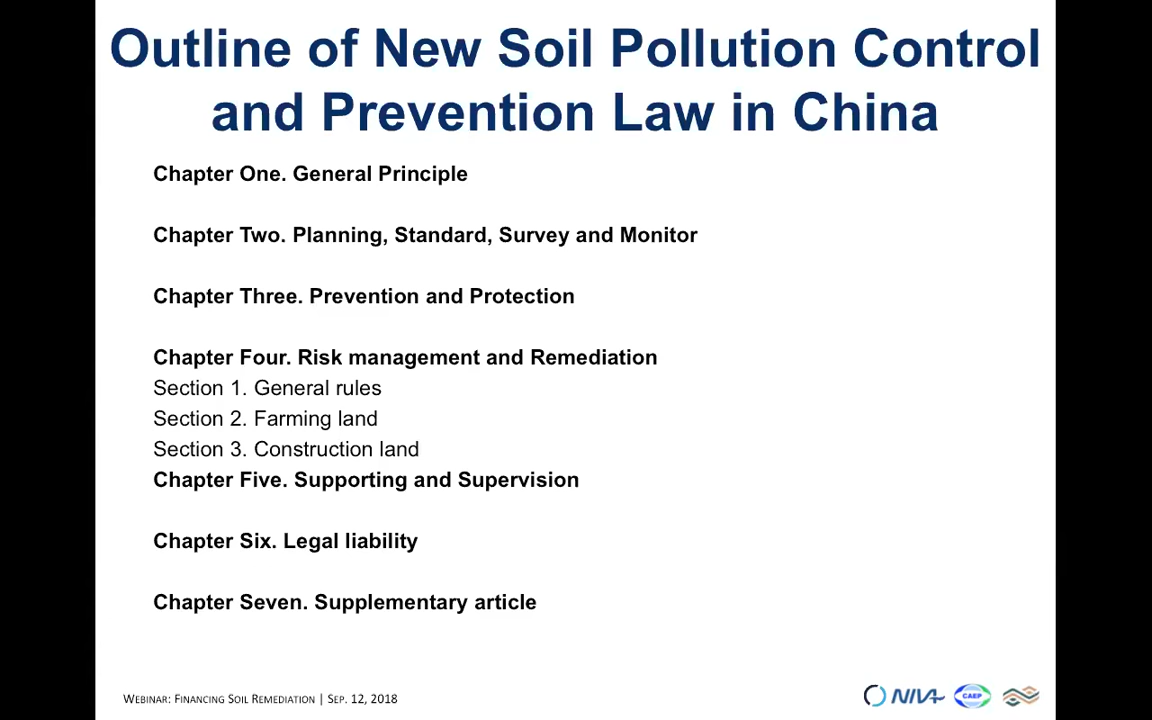 Outline of New Soil Pollution Control
and Prevention Law in China
Chapter One. General Principle
Chapter Two. Planning, Standard, Survey and Monitor
Chapter Three. Prevention and Protection
Chapter Four. Risk management and Remediation
Section 1. General rules
Section 2. Farming land
Section 3. Construction land
Chapter Five. Supporting and Supervision
Chapter Six. Legal liability
Chapter Seven. Supplementary article
Webinar: Financing Soil Remediation | Sep. 12, 2018
NIVA
CAEP